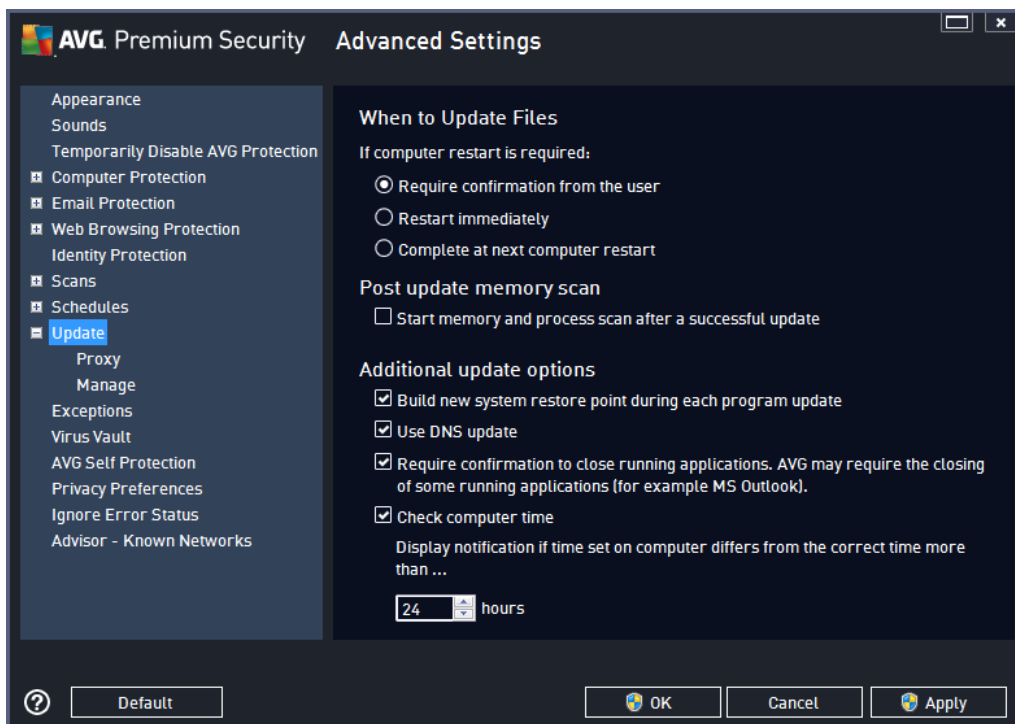 AVG. Premium Security
Advanced Settings
Appearance
Sounds
Temporarily Disable AVG Protection
Computer Protection
Email Protection
Web Browsing Protection
Identity Protection
Scans
Schedules
Update
Proxy
Manage
Exceptions
Virus Vault
AVG Self Protection
Privacy Preferences
Ignore Error Status
Advisor - Known Networks
When to Update Files
If computer restart is required:
Require confirmation from the user
Restart immediately
Complete at next computer restart
Post update memory scan
Start memory and process scan after a successful update
Additional update options
Build new system restore point during each program update
Use DNS update
Require confirmation to close running applications. AVG may require the closing
of some running applications (for example MS Outlook).
Check computer time
Display notification if time set on computer differs from the correct time more
than ...
24 hours
? Default OK Cancel Apply